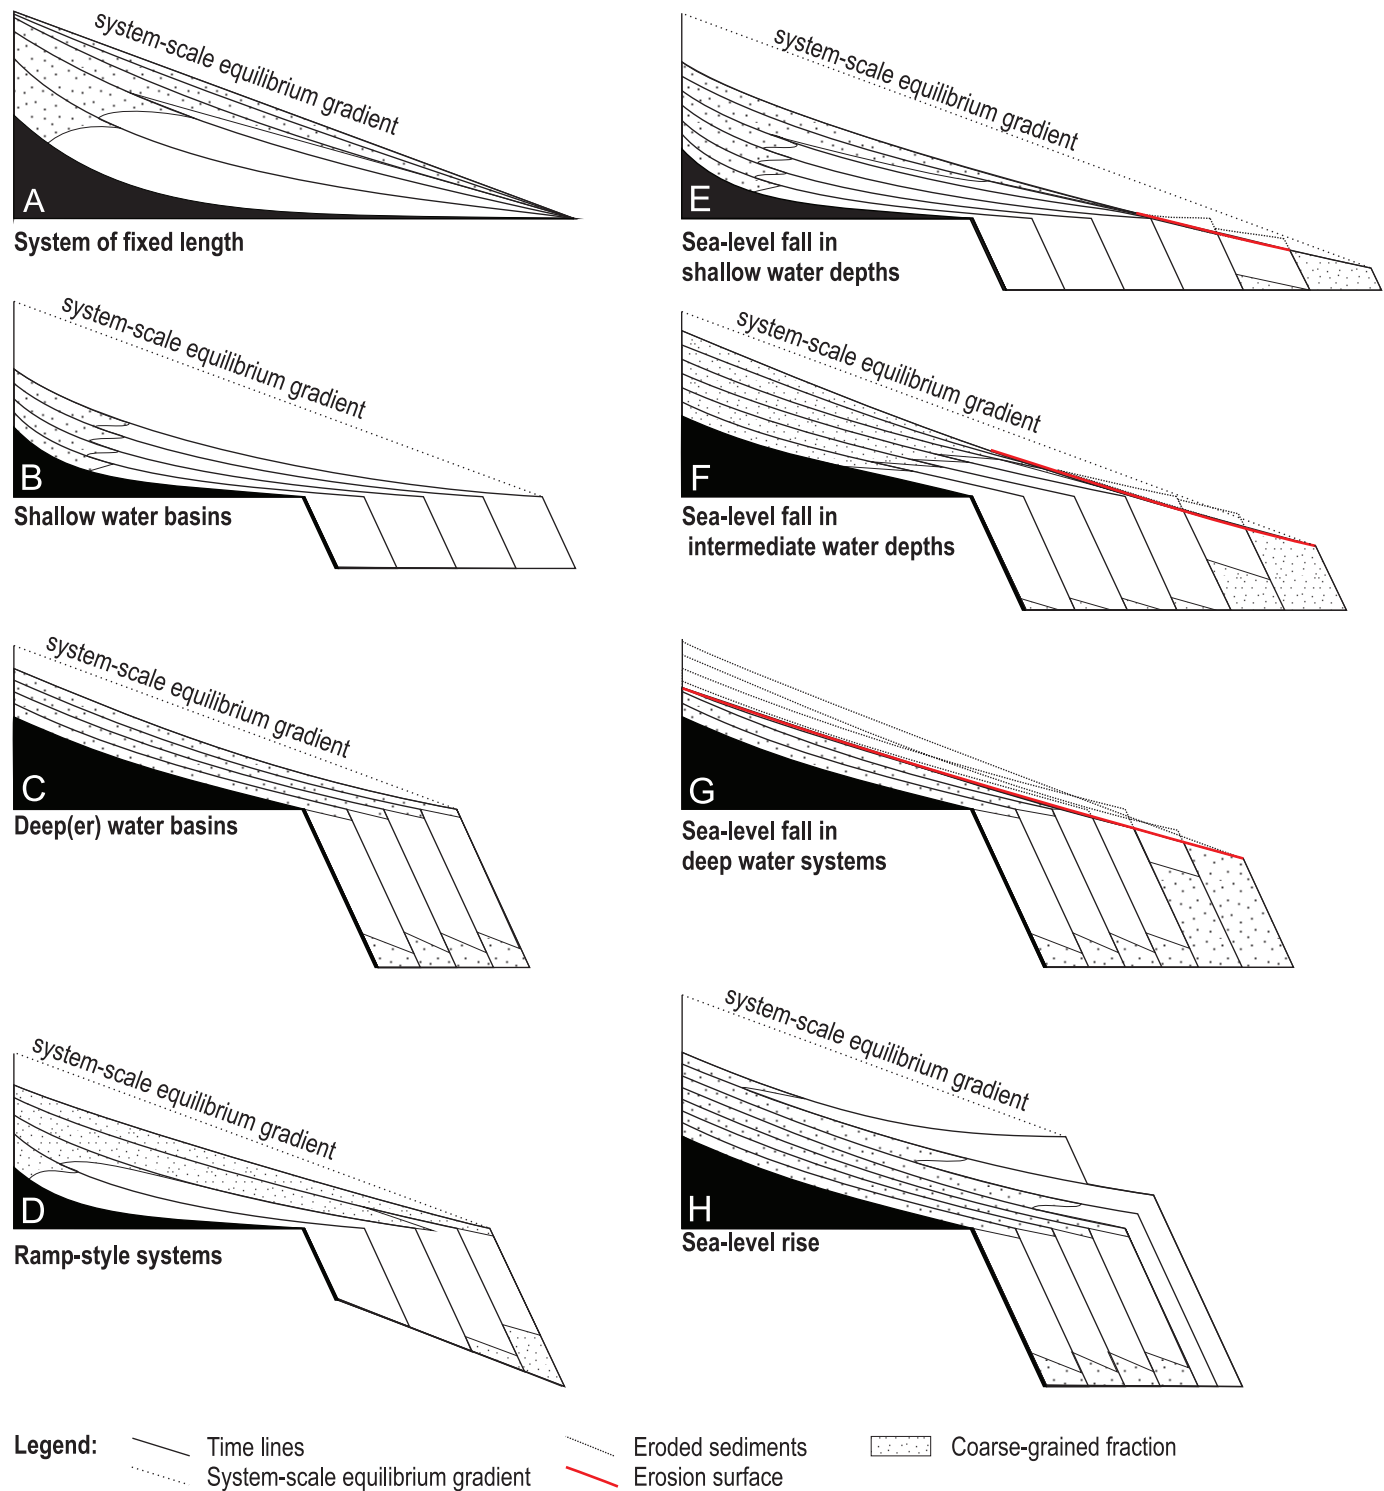 system-scale equilibrium gradient
A
System of fixed length
system-scale equilibrium gradient
B
Shallow water basins
system-scale equilibrium gradient
C
Deep(er) water basins
system-scale equilibrium gradient
D
Ramp-style systems
system-scale equilibrium gradient
E
Sea-level fall in
shallow water depths
system-scale equilibrium gradient
F
Sea-level fall in
intermediate water depths
G
Sea-level fall in
deep water systems
system-scale equilibrium gradient
H
Sea-level rise
Legend:
Time lines
System-scale equilibrium gradient
Eroded sediments
Erosion surface
Coarse-grained fraction